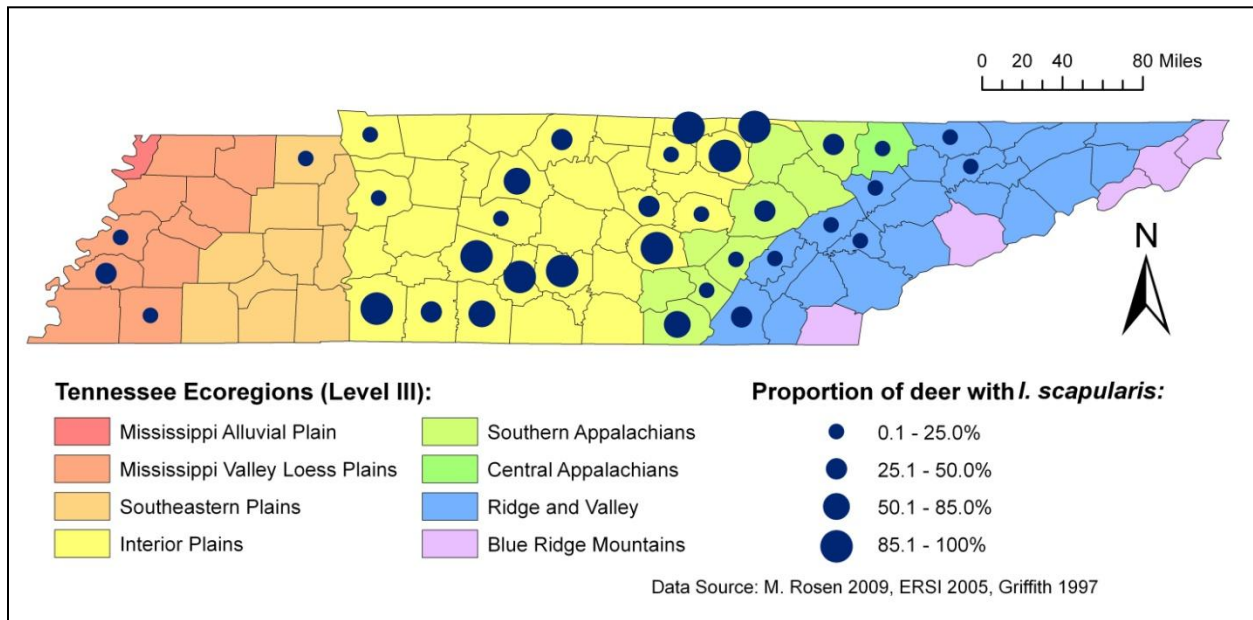 0 20 40 80 Miles
N
Tennessee Ecoregions (Level III):
Mississippi Alluvial Plain
Mississippi Valley Loess Plains
Southeastern Plains
Interior Plains
Southern Appalachians
Central Appalachians
Ridge and Valley
Blue Ridge Mountains
Proportion of deer with I. scapularis:
0.1 - 25.0%
25.1 - 50.0%
50.1 - 85.0%
85.1 - 100%
Data Source: M. Rosen 2009, ERSI 2005, Griffith 1997